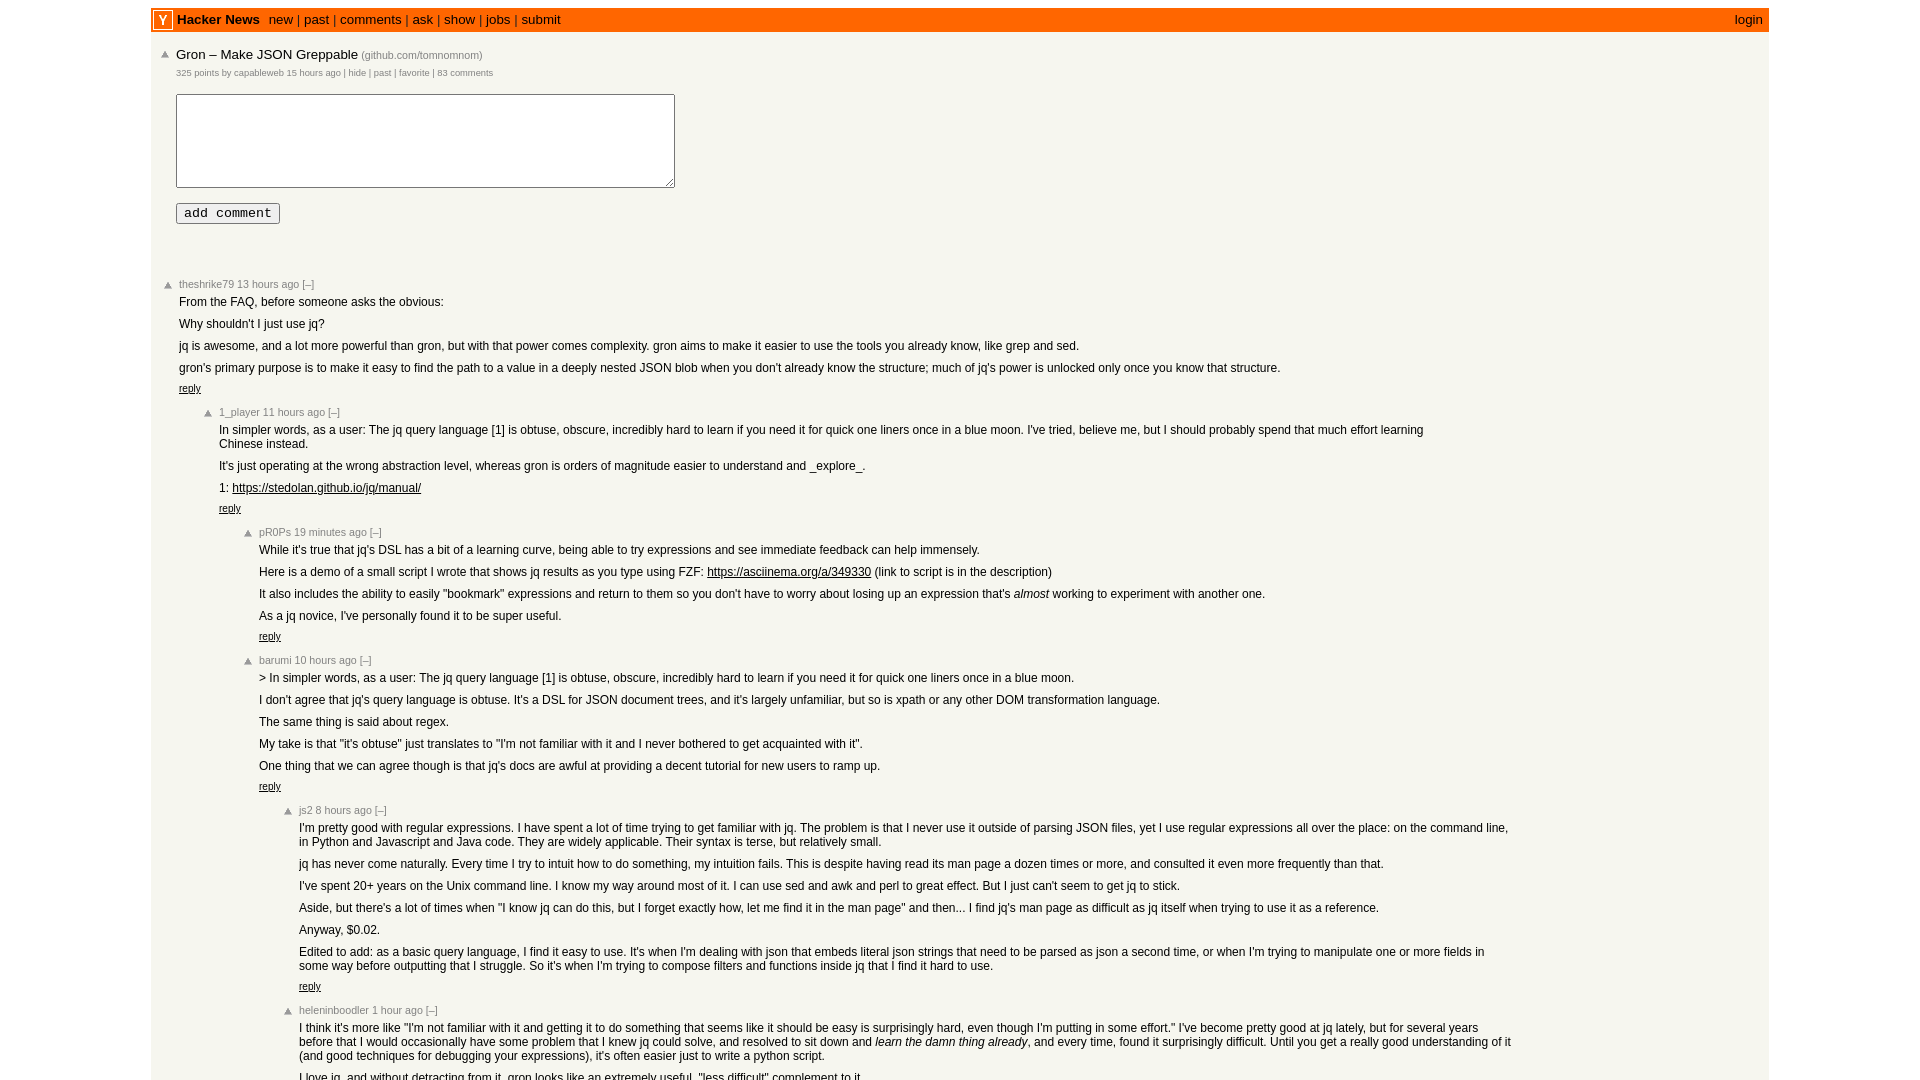 Y Hacker News new | past | comments | ask | show | jobs | submit login
Gron – Make JSON Greppable (github.com/tomnomnom)
325 points by capableweb 15 hours ago | hide | past | favorite | 83 comments
add comment
theshrike79 13 hours ago [–]
From the FAQ, before someone asks the obvious:
Why shouldn't I just use jq?
jq is awesome, and a lot more powerful than gron, but with that power comes complexity. gron aims to make it easier to use the tools you already know, like grep and sed.
gron's primary purpose is to make it easy to find the path to a value in a deeply nested JSON blob when you don't already know the structure; much of jq's power is unlocked only once you know that structure.
reply
1_player 11 hours ago [–]
In simpler words, as a user: The jq query language [1] is obtuse, obscure, incredibly hard to learn if you need it for quick one liners once in a blue moon. I've tried, believe me, but I should probably spend that much effort learning
Chinese instead.
It's just operating at the wrong abstraction level, whereas gron is orders of magnitude easier to understand and _explore_.
1: https://stedolan.github.io/jq/manual/
reply
pR0Ps 19 minutes ago [–]
While it's true that jq's DSL has a bit of a learning curve, being able to try expressions and see immediate feedback can help immensely.
Here is a demo of a small script I wrote that shows jq results as you type using FZF: https://asciinema.org/a/349330 (link to script is in the description)
It also includes the ability to easily "bookmark" expressions and return to them so you don't have to worry about losing up an expression that's almost working to experiment with another one.
As a jq novice, I've personally found it to be super useful.
reply
barumi 10 hours ago [–]
> In simpler words, as a user: The jq query language [1] is obtuse, obscure, incredibly hard to learn if you need it for quick one liners once in a blue moon.
I don't agree that jq's query language is obtuse. It's a DSL for JSON document trees, and it's largely unfamiliar, but so is xpath or any other DOM transformation language.
The same thing is said about regex.
My take is that "it's obtuse" just translates to "I'm not familiar with it and I never bothered to get acquainted with it".
One thing that we can agree though is that jq's docs are awful at providing a decent tutorial for new users to ramp up.
reply
js2 8 hours ago [–]
I'm pretty good with regular expressions. I have spent a lot of time trying to get familiar with jq. The problem is that I never use it outside of parsing JSON files, yet I use regular expressions all over the place: on the command line,
in Python and Javascript and Java code. They are widely applicable. Their syntax is terse, but relatively small.
jq has never come naturally. Every time I try to intuit how to do something, my intuition fails. This is despite having read its man page a dozen times or more, and consulted it even more frequently than that.
I've spent 20+ years on the Unix command line. I know my way around most of it. I can use sed and awk and perl to great effect. But I just can't seem to get jq to stick.
Aside, but there's a lot of times when "I know jq can do this, but I forget exactly how, let me find it in the man page" and then... I find jq's man page as difficult as jq itself when trying to use it as a reference.
Anyway, $0.02.
Edited to add: as a basic query language, I find it easy to use. It's when I'm dealing with json that embeds literal json strings that need to be parsed as json a second time, or when I'm trying to manipulate one or more fields in
some way before outputting that I struggle. So it's when I'm trying to compose filters and functions inside jq that I find it hard to use.
reply
heleninboodler 1 hour ago [–]
I think it's more like "I'm not familiar with it and getting it to do something that seems like it should be easy is surprisingly hard, even though I'm putting in some effort." I've become pretty good at jq lately, but for several years
before that I would occasionally have some problem that I knew jq could solve, and resolved to sit down and learn the damn thing already, and every time, found it surprisingly difficult. Until you get a really good understanding of it
(and good techniques for debugging your expressions), it's often easier just to write a python script.
I love jq, and without detracting from it, gron looks like an extremely useful, "less difficult" complement to it.